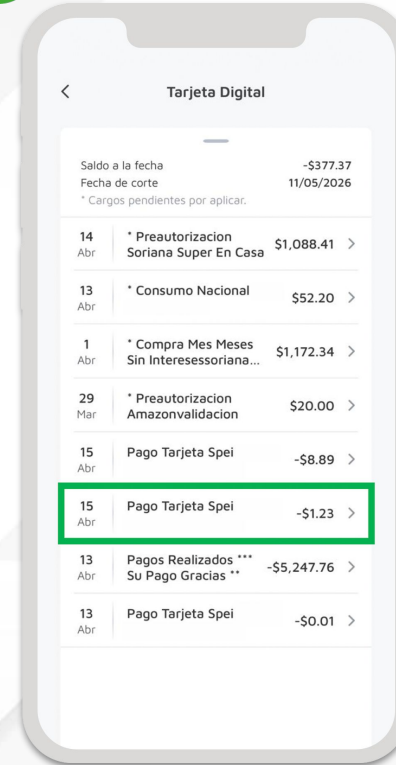 Tarjeta Digital
Saldo a la fecha -$377.37
Fecha de corte 11/05/2026
* Cargos pendientes por aplicar.
14 * Preautorizacion $1,088.41
Abr Soriana Super En Casa
13 * Consumo Nacional $52.20
Abr
1 * Compra Mes Meses $1,172.34
Abr Sin Interesessoriana...
29 * Preautorizacion $20.00
Mar Amazonvalidacion
15 Pago Tarjeta Spei -$8.89
Abr
15 Pago Tarjeta Spei -$1.23
Abr
13 Pagos Realizados *** -$5,247.76
Abr Su Pago Gracias **
13 Pago Tarjeta Spei -$0.01
Abr